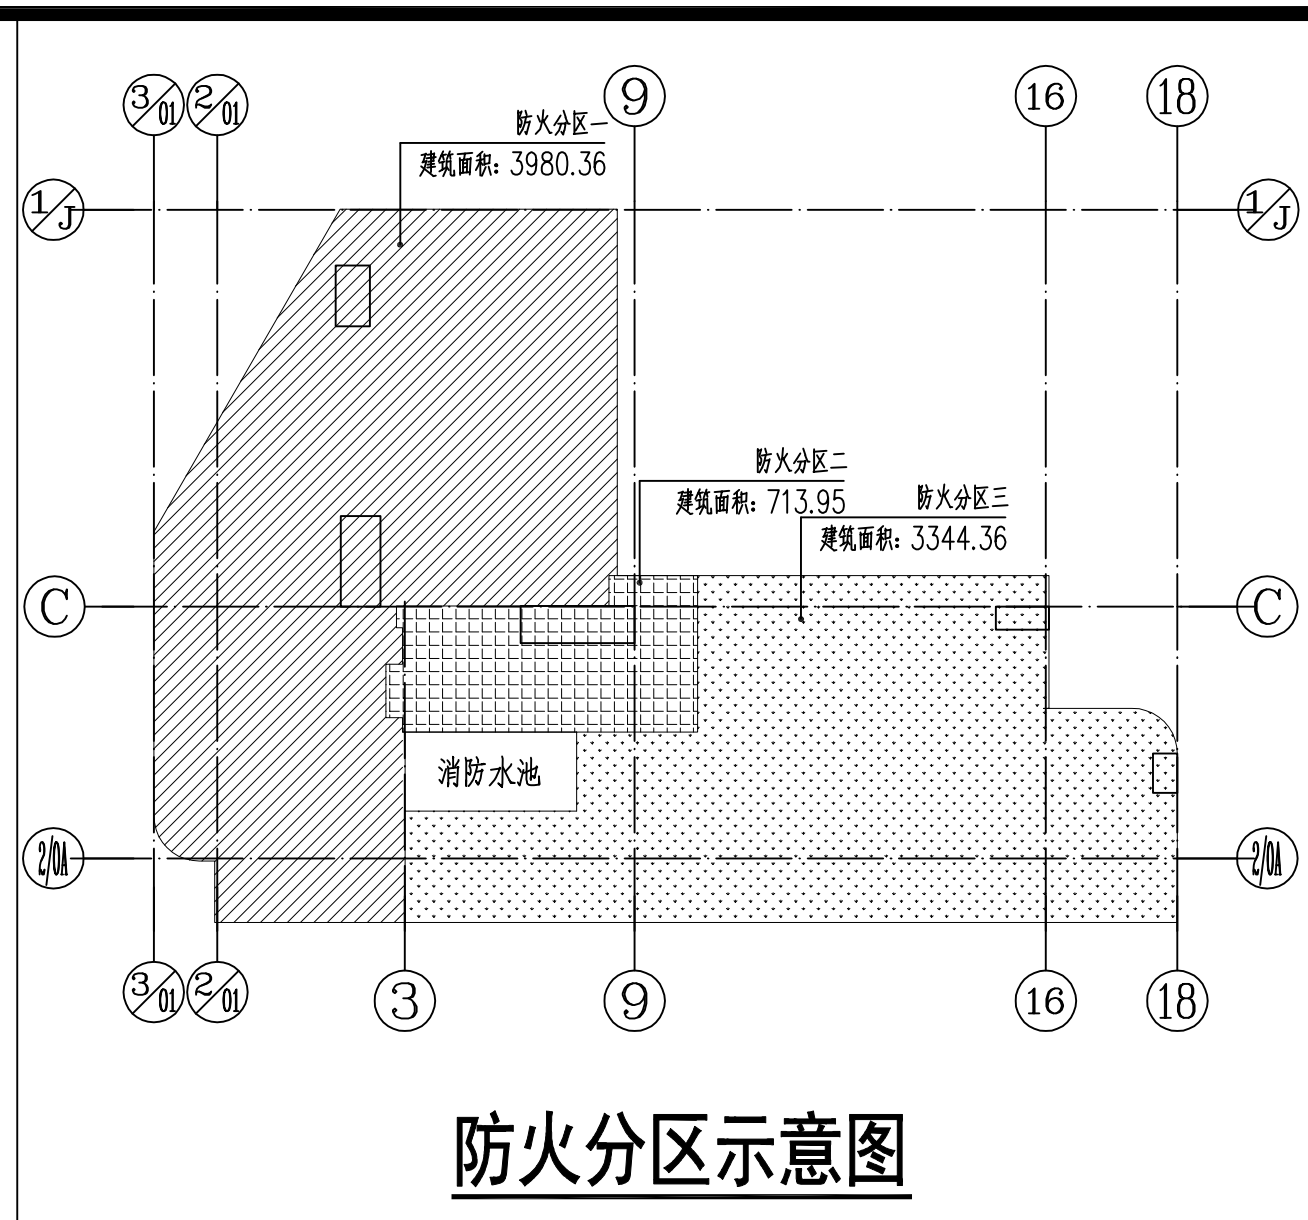 3/01
2/01
9
16
18
防火分区一
建筑面积: 3980.36
1/J
1/J
防火分区二
建筑面积: 713.95
防火分区三
建筑面积: 3344.36
C
C
消防水池
2/0A
2/0A
3/01
2/01
3
9
16
18
防火分区示意图